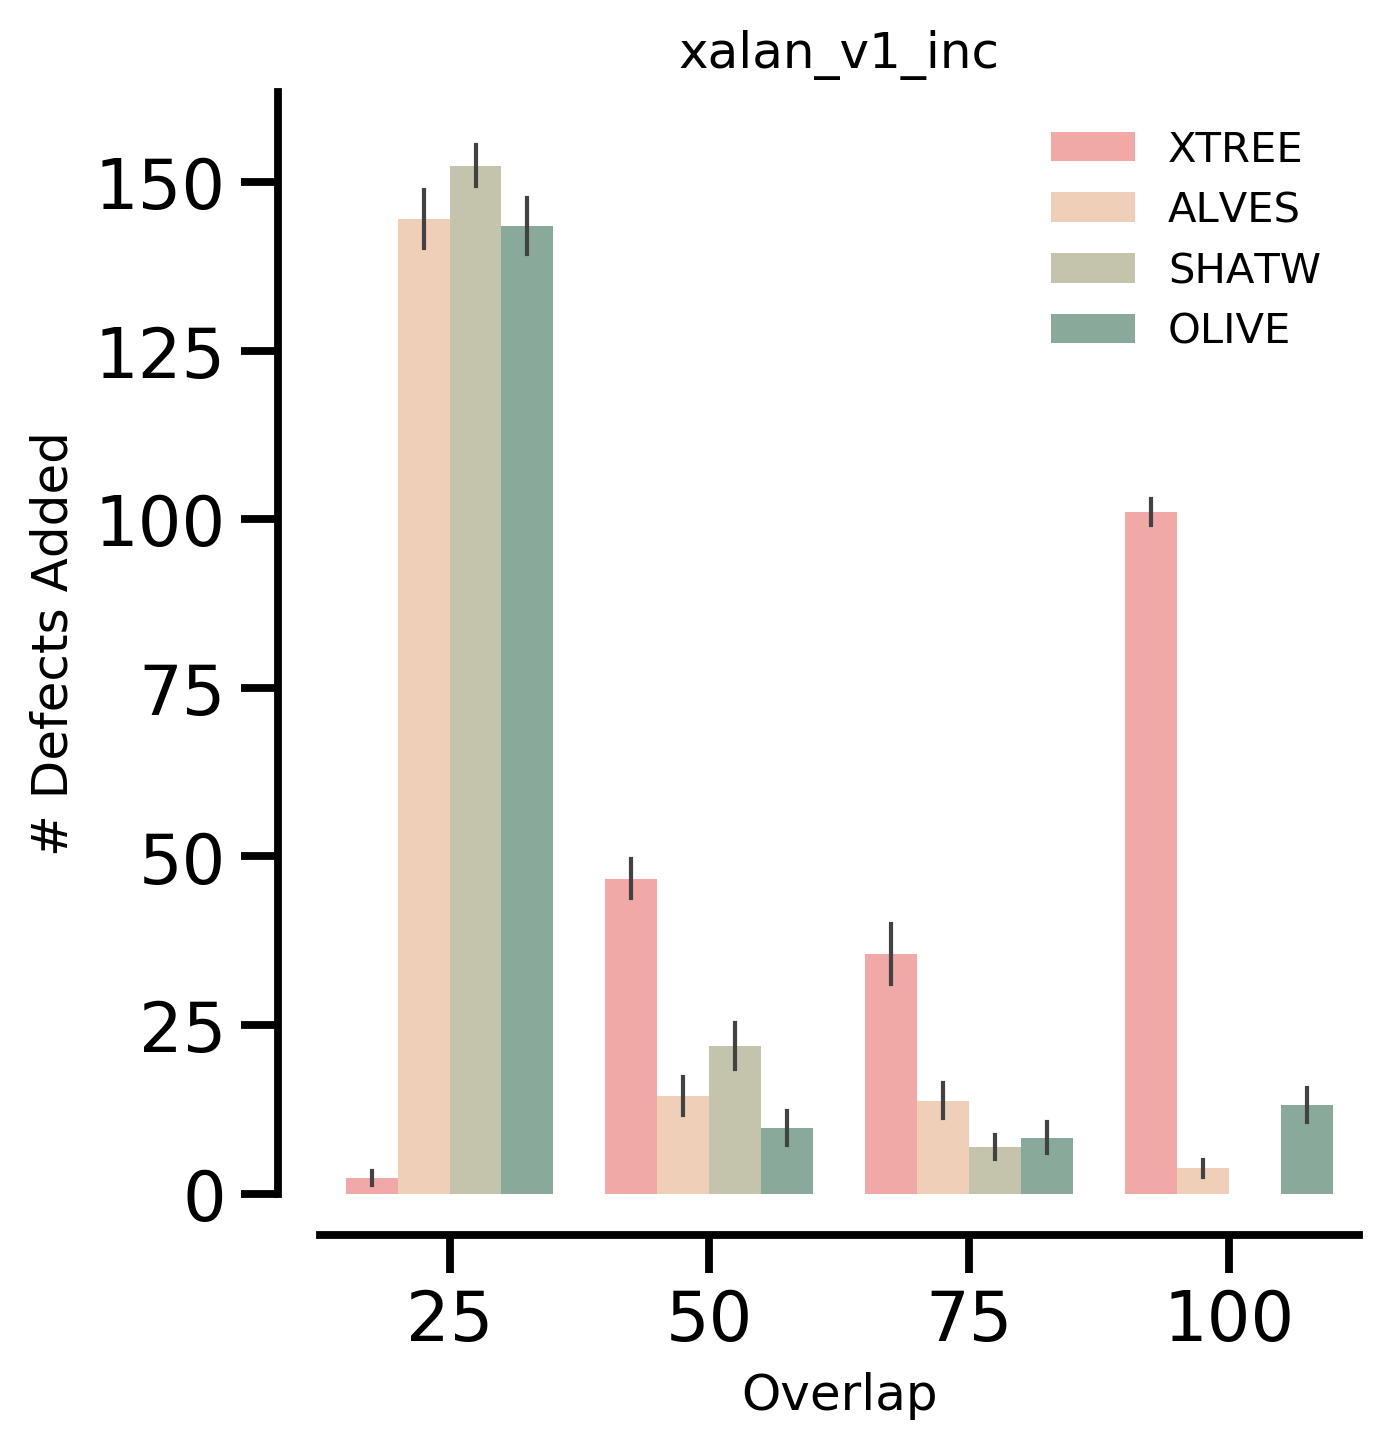 xalan_v1_inc
XTREE
ALVES
SHATW
OLIVE
# Defects Added
150
125
100
75
50
25
0
25 50 75 100
Overlap